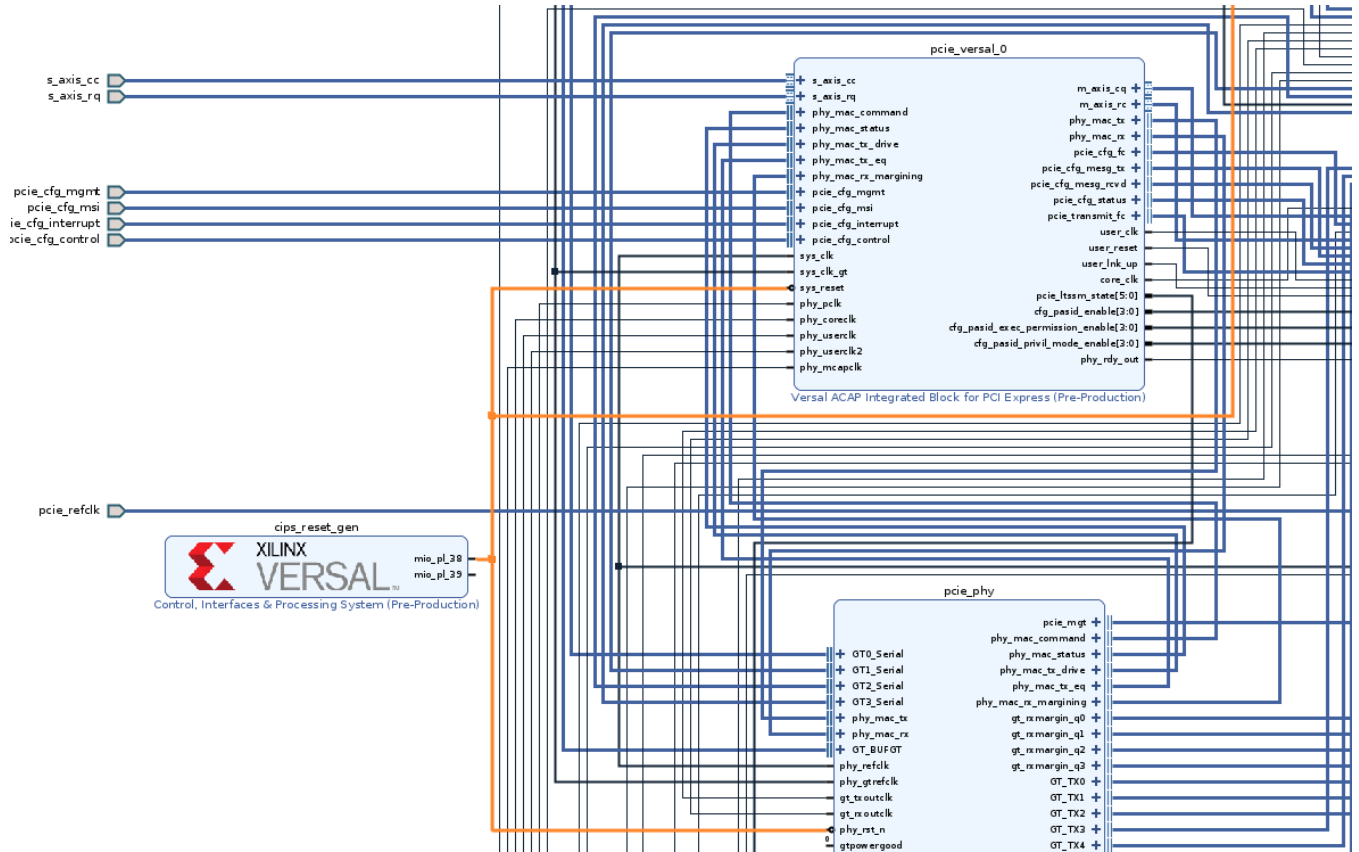 pcie_versal_0
s_axis_cc
s_axis_rq
pcie_cfg_mgmt
pcie_cfg_msi
ie_cfg_interrupt
pcie_cfg_control
s_axis_cc
s_axis_rq
phy_mac_command
phy_mac_status
phy_mac_tx_drive
phy_mac_tx_eq
phy_mac_rx_margining
pcie_cfg_mgmt
pcie_cfg_msi
pcie_cfg_interrupt
pcie_cfg_control
sys_clk
sys_clk_gt
sys_reset
phy_pclk
phy_coreclk
phy_userclk
phy_userclk2
phy_mcapclk
m_axis_cq
m_axis_rc
phy_mac_tx
phy_mac_rx
pcie_cfg_fc
pcie_cfg_mesg_tx
pcie_cfg_mesg_rcvd
pcie_cfg_status
pcie_transmit_fc
user_clk
user_reset
user_lnk_up
core_clk
pcie_ltssm_state[5:0]
cfg_pasid_enable[3:0]
cfg_pasid_exec_permission_enable[3:0]
cfg_pasid_privil_mode_enable[3:0]
phy_rdy_out
Versal ACAP Integrated Block for PCI Express (Pre-Production)
pcie_refclk
cips_reset_gen
XILINX
VERSAL
mio_pl_38
mio_pl_39
Control, Interfaces & Processing System (Pre-Production)
pcie_phy
GT0_Serial
GT1_Serial
GT2_Serial
GT3_Serial
phy_mac_tx
phy_mac_rx
GT_BUFGT
phy_refclk
phy_gtrefclk
gt_txoutclk
gt_rxoutclk
phy_rst_n
gtpowergood
pcie_mgt
phy_mac_command
phy_mac_status
phy_mac_tx_drive
phy_mac_tx_eq
phy_mac_rx_margining
gt_rxmargin_q0
gt_rxmargin_q1
gt_rxmargin_q2
gt_rxmargin_q3
GT_TX0
GT_TX1
GT_TX2
GT_TX3
GT_TX4